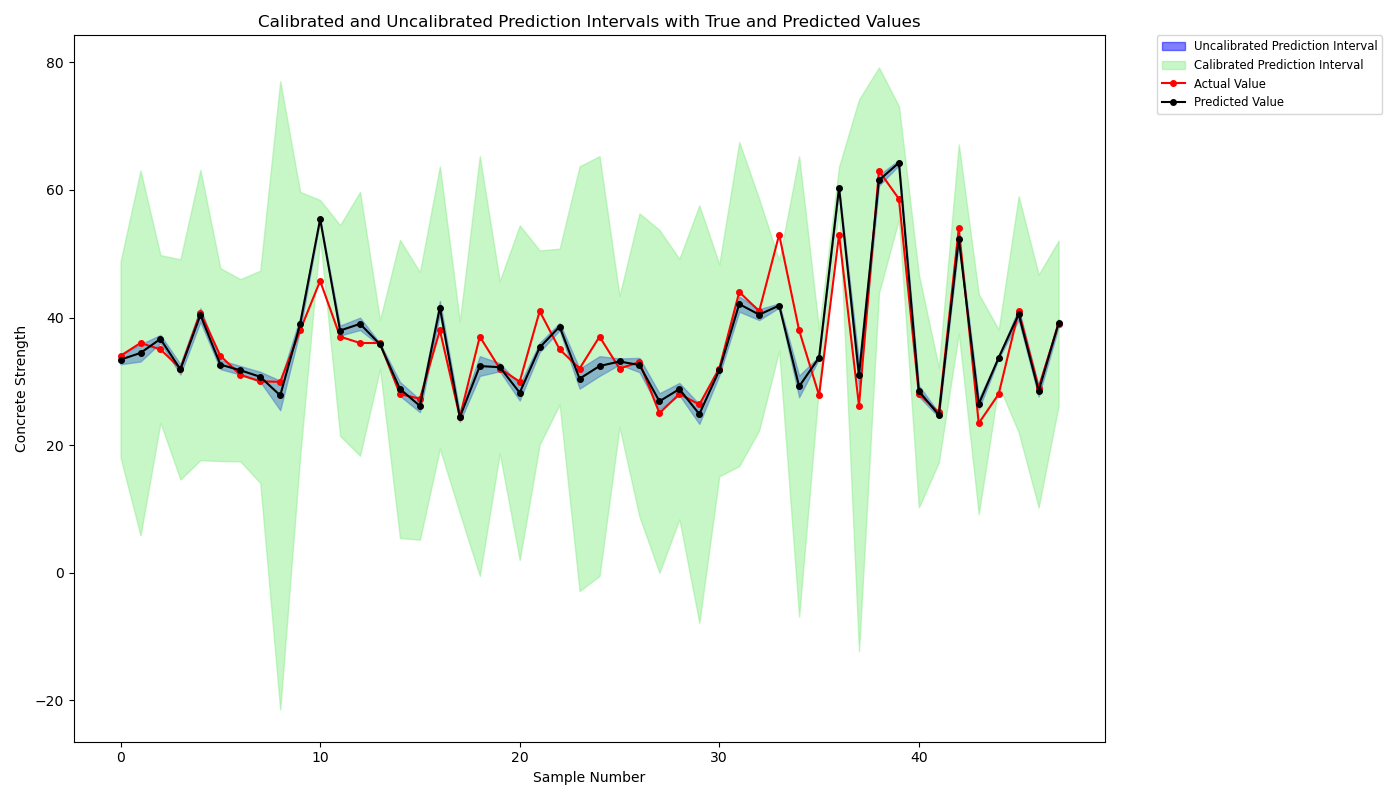 Calibrated and Uncalibrated Prediction Intervals with True and Predicted Values
Uncalibrated Prediction Interval
Calibrated Prediction Interval
Actual Value
Predicted Value
Concrete Strength
80
60
40
20
0
−20
0
10
20
30
40
Sample Number